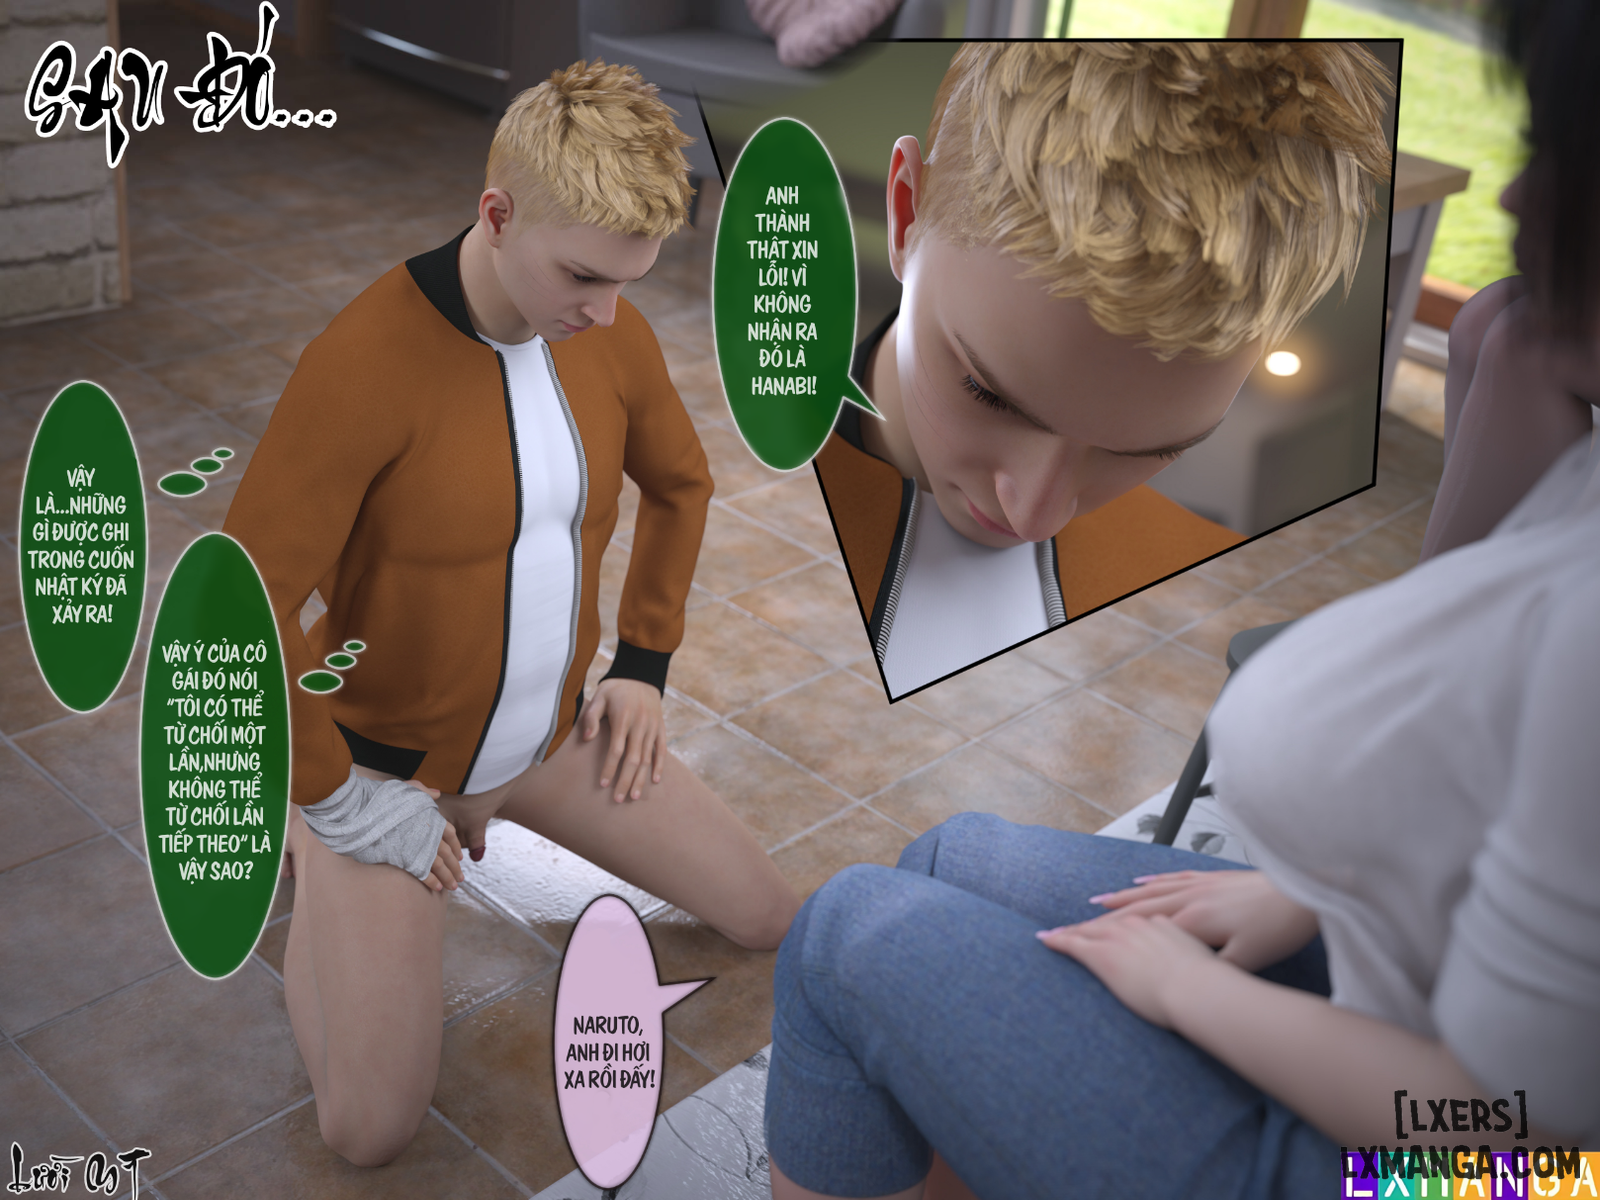 SAU ĐÓ...
ANH
THÀNH
THẬT XIN
LỖI! VÌ
KHÔNG
NHẬN RA
ĐÓ LÀ
HANABI!
VẬY
LÀ...NHỮNG
GÌ ĐƯỢC GHI
TRONG CUỐN
NHẬT KÝ ĐÃ
XẢY RA!
VẬY Ý CỦA CÔ
GÁI ĐÓ NÓI
"TÔI CÓ THỂ
TỪ CHỐI MỘT
LẦN,NHƯNG
KHÔNG THỂ
TỪ CHỐI LẦN
TIẾP THEO" LÀ
VẬY SAO?
NARUTO,
ANH ĐI HƠI
XA RỒI ĐẤY!
Lười
[LXERS]
LXMANGA.COM
LXMANGA